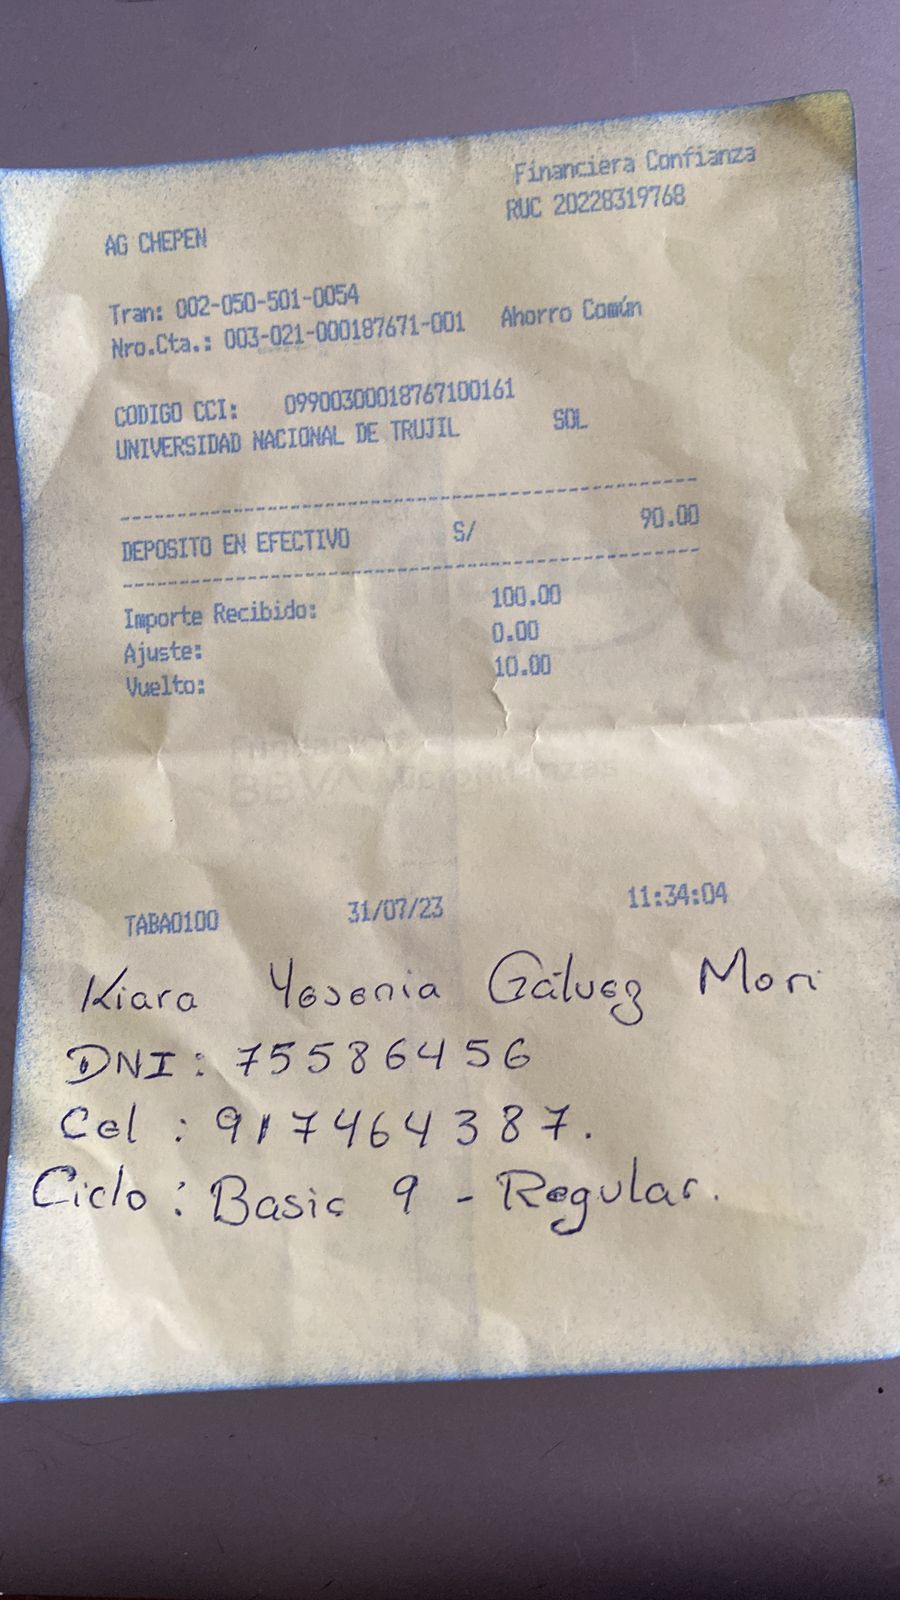 Financiera Confianza
RUC 20228319768
AG CHEPEN
Tran: 002-050-501-0054
Nro.Cta.: 003-021-000187671-001 Ahorro Común
CODIGO CCI: 09900300018767100161
UNIVERSIDAD NACIONAL DE TRUJIL SOL
DEPOSITO EN EFECTIVO S/ 90.00
Importe Recibido: 100.00
Ajuste: 0.00
Vuelto: 10.00
BBVA
TABA0100 31/07/23 11:34:04
Kiara Yesenia Gálvez Mori
DNI: 75586456
Cel : 917464387.
Ciclo : Basic 9 - Regular.